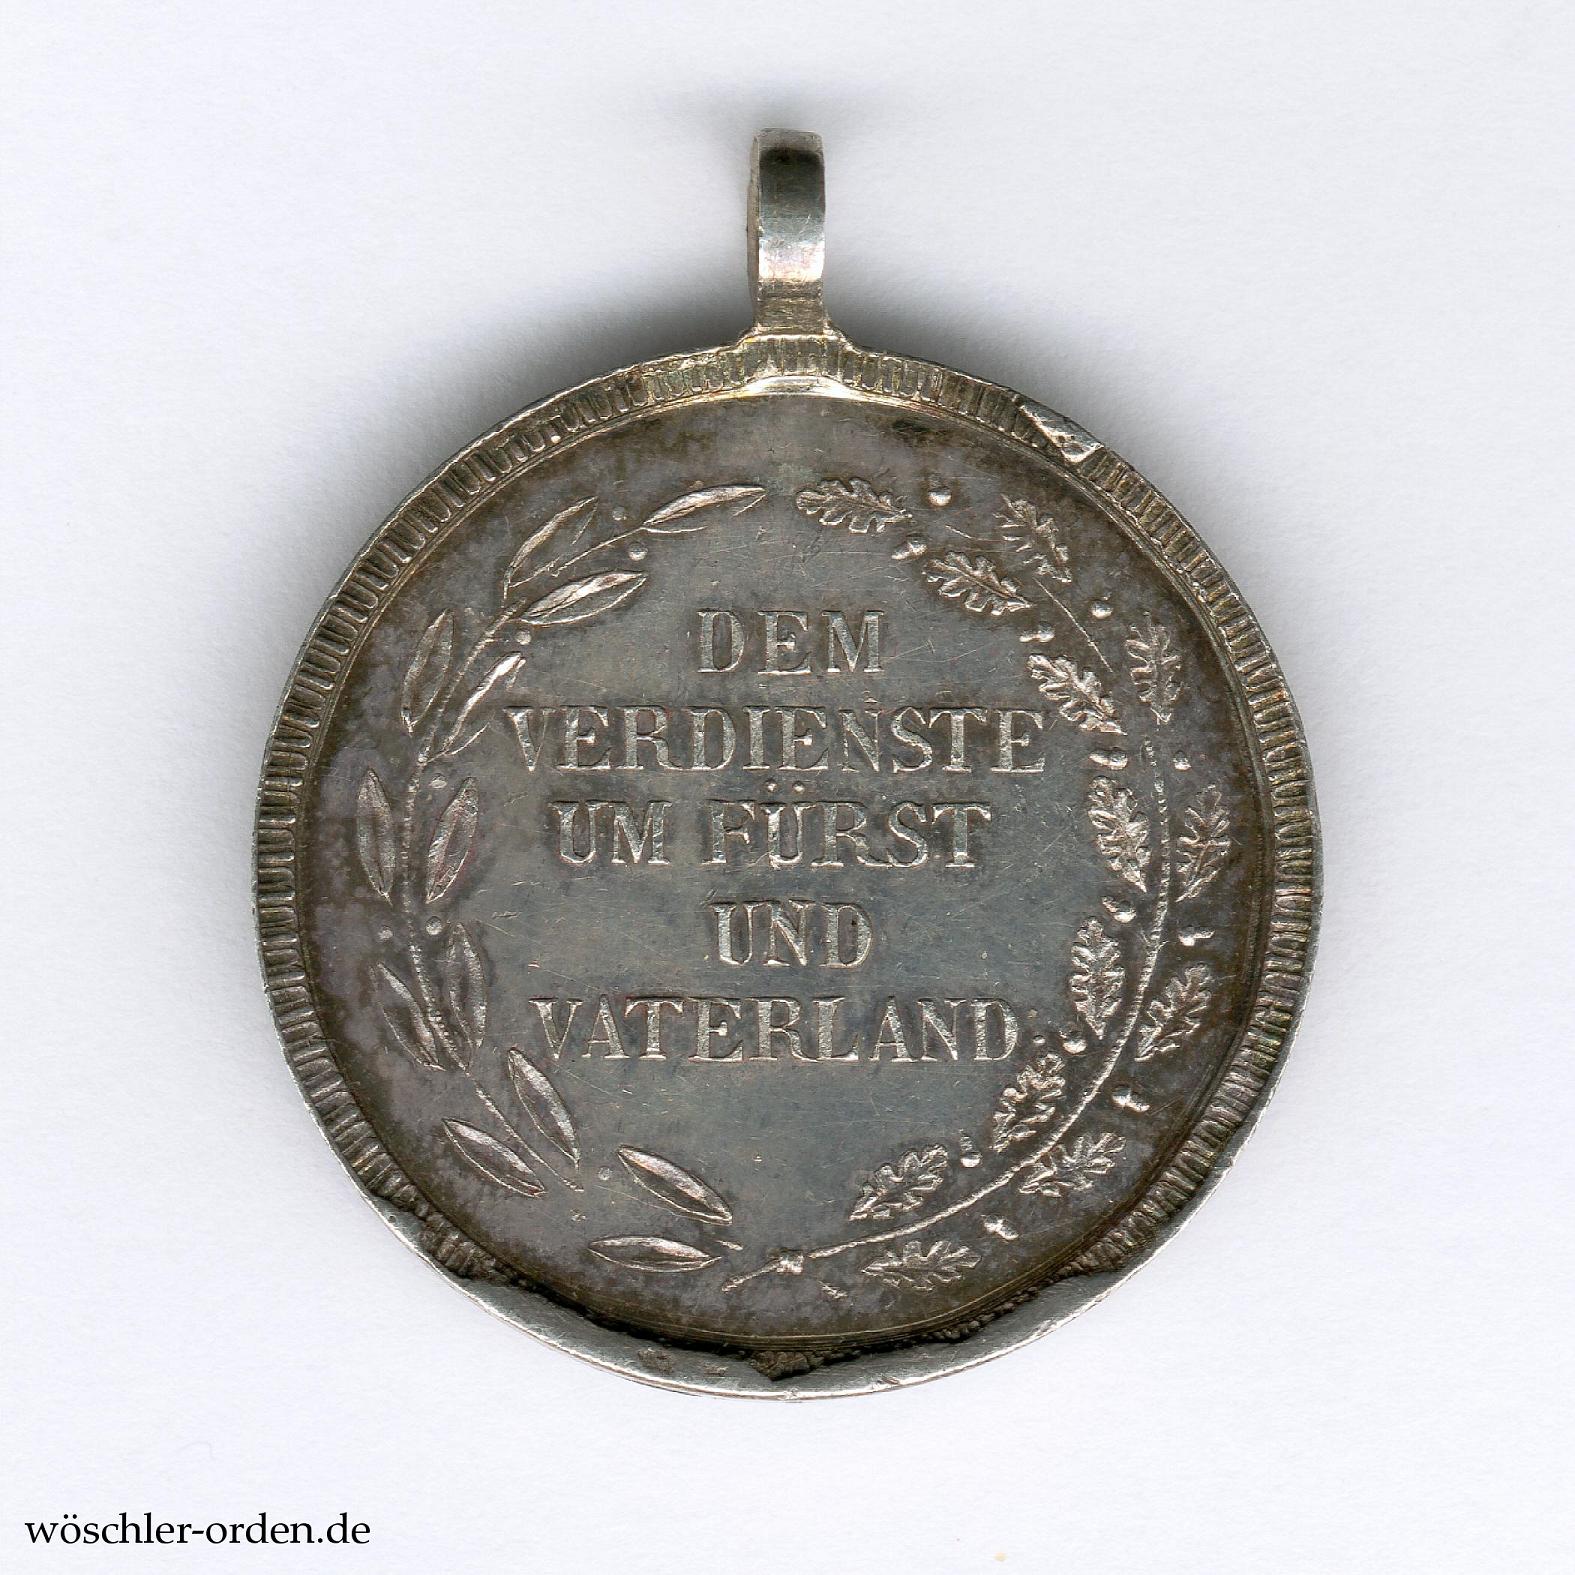 DEM
VERDIENSTE
UM FÜRST
UND
VATERLAND
wöschler-orden.de